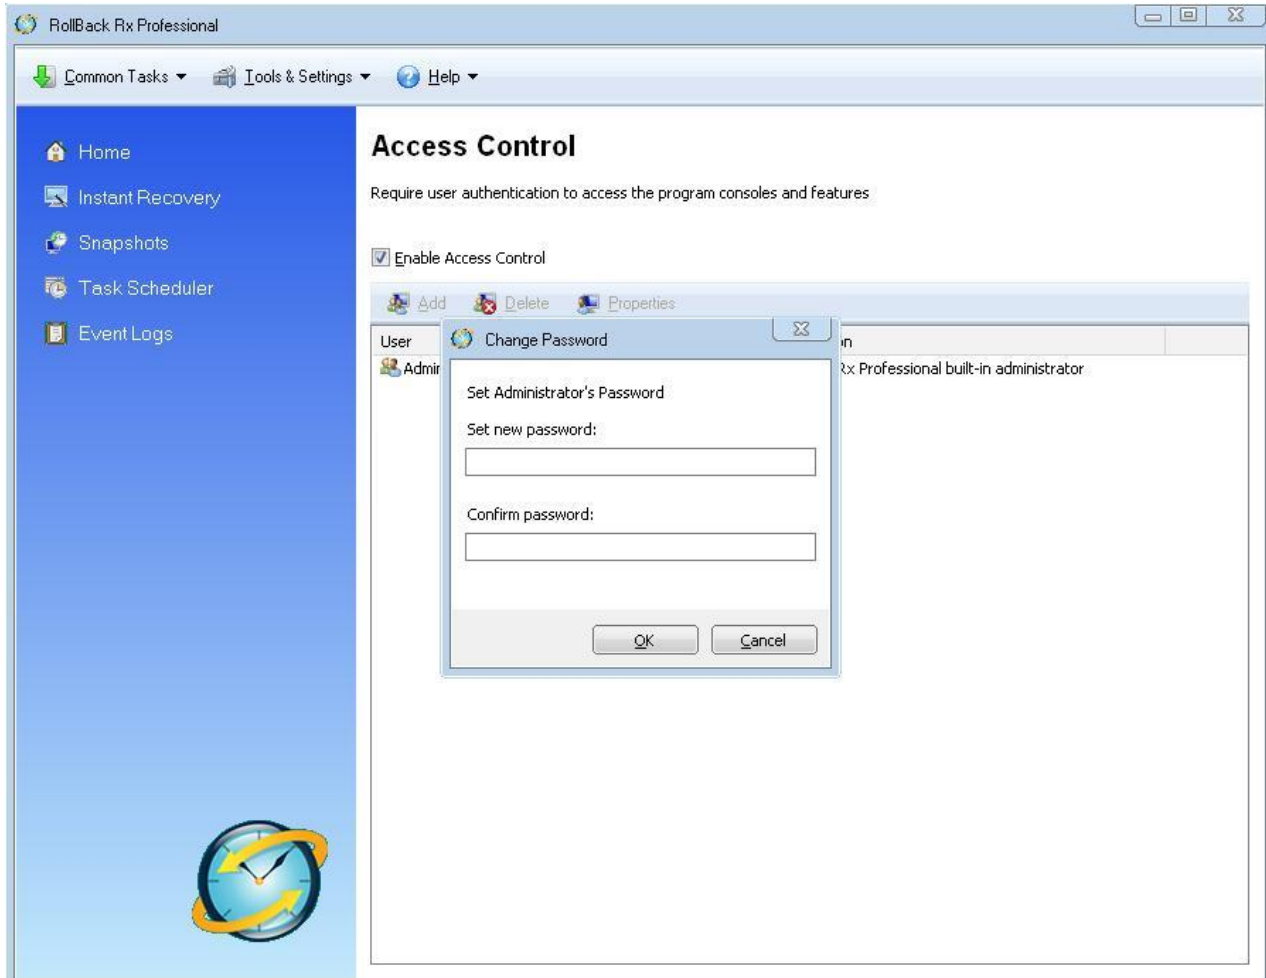 RollBack Rx Professional
Common Tasks Tools & Settings Help
Home
Instant Recovery
Snapshots
Task Scheduler
Event Logs
Access Control
Require user authentication to access the program consoles and features
Enable Access Control
Add Delete Properties
User on
Admin Rx Professional built-in administrator
Change Password
Set Administrator's Password
Set new password:
Confirm password:
OK Cancel